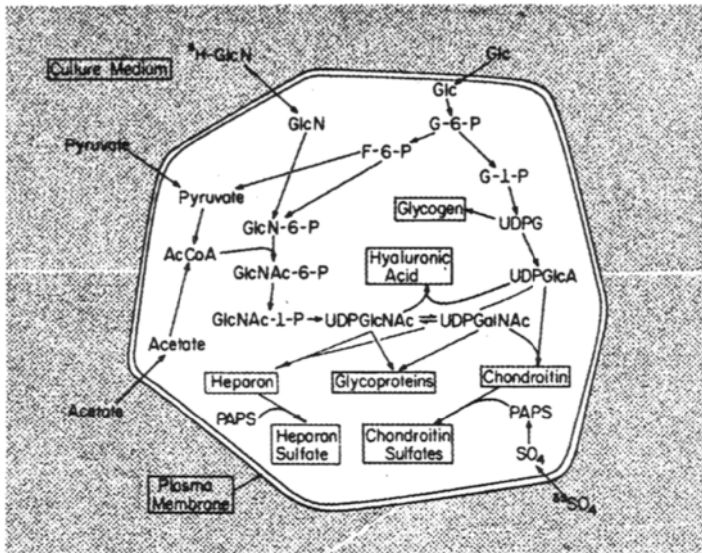 ³H-GlcN
Glc
Culture Medium
Glc
GlcN
G-6-P
F-6-P
Pyruvate
G-1-P
Pyruvate
Glycogen
UDPG
GlcN-6-P
AcCoA
Hyaluronic
Acid
GlcNAc-6-P
UDPGlcA
GlcNAc-1-P
UDPGlcNAc
UDPGalNAc
Acetate
Heparan
Glycoproteins
Chondroitin
Acetate
PAPS
PAPS
Heparan
Sulfate
Chondroitin
Sulfates
SO₄
Plasma
Membrane
³⁵SO₄